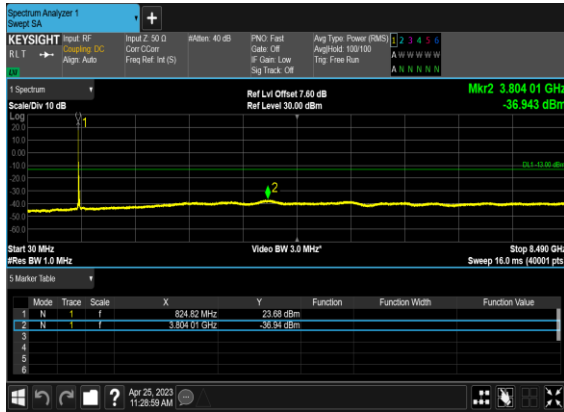 Spectrum Analyzer 1
Swept SA
+
KEYSIGHT
RLT
LXI
Input: RF
Coupling: DC
Align: Auto
Input Z: 50 Ω
Corr CCorr
Freq Ref: Int (S)
#Atten: 40 dB
PNO: Fast
Gate: Off
IF Gain: Low
Sig Track: Off
Avg Type: Power (RMS)
Avg|Hold: 100/100
Trig: Free Run
1 2 3 4 5 6
A W W W W W
A N N N N N
1 Spectrum
Scale/Div 10 dB
Ref Lvl Offset 7.60 dB
Ref Level 30.00 dBm
Mkr2 3.804 01 GHz
-36.943 dBm
Log
20.0
10.0
0.00
-10.0
-20.0
-30.0
-40.0
-50.0
-60.0
1
2
DL1 -13.00 dBm
Start 30 MHz
#Res BW 1.0 MHz
Video BW 3.0 MHz*
Stop 8.490 GHz
Sweep 16.0 ms (40001 pts)
5 Marker Table
Mode Trace Scale X Y Function Function Width Function Value
1 N 1 f 824.82 MHz 23.68 dBm
2 N 1 f 3.804 01 GHz -36.94 dBm
3
4
5
6
?
Apr 25, 2023
11:28:59 AM